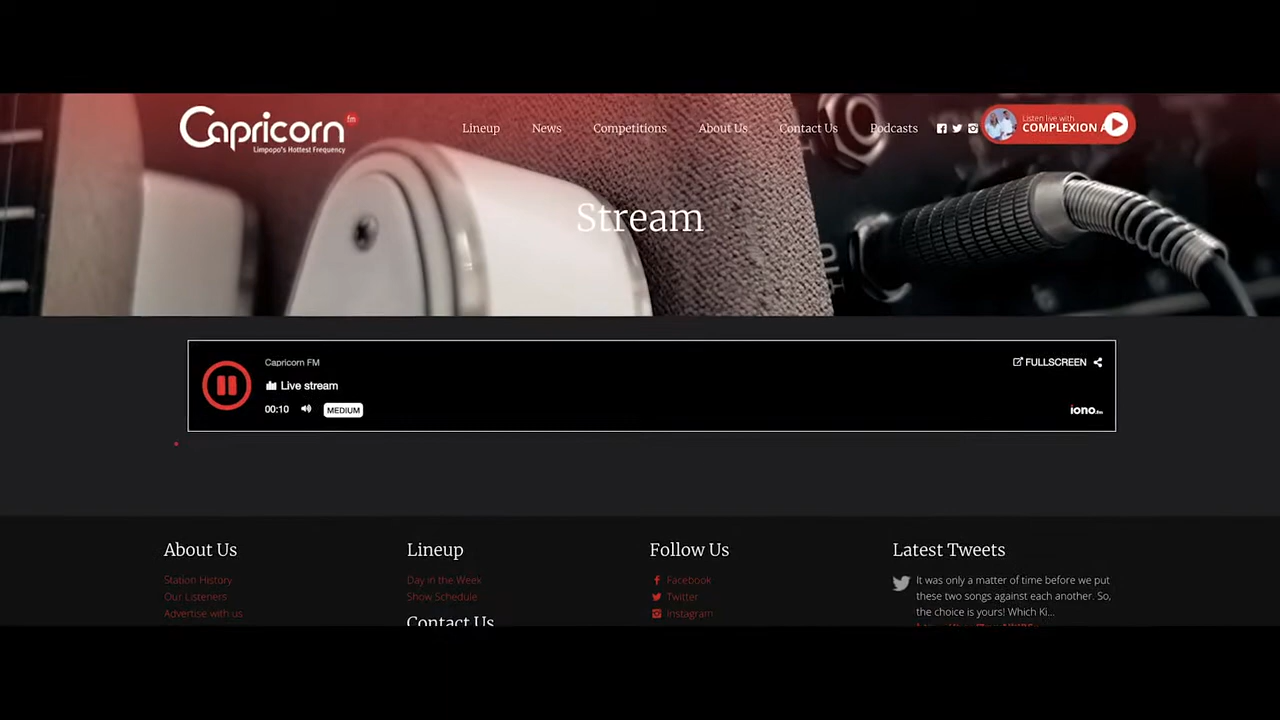 Capricorn fm
Limpopo's Hottest Frequency
Lineup News Competitions About Us Contact Us Podcasts
Listen live with
COMPLEXION A
Stream
Capricorn FM
FULLSCREEN
Live stream
00:10 MEDIUM
iono.fm
About Us
Station History
Our Listeners
Advertise with us
Lineup
Day in the Week
Show Schedule
Contact Us
Follow Us
Facebook
Twitter
Instagram
Latest Tweets
It was only a matter of time before we put
these two songs against each another. So,
the choice is yours! Which Ki...